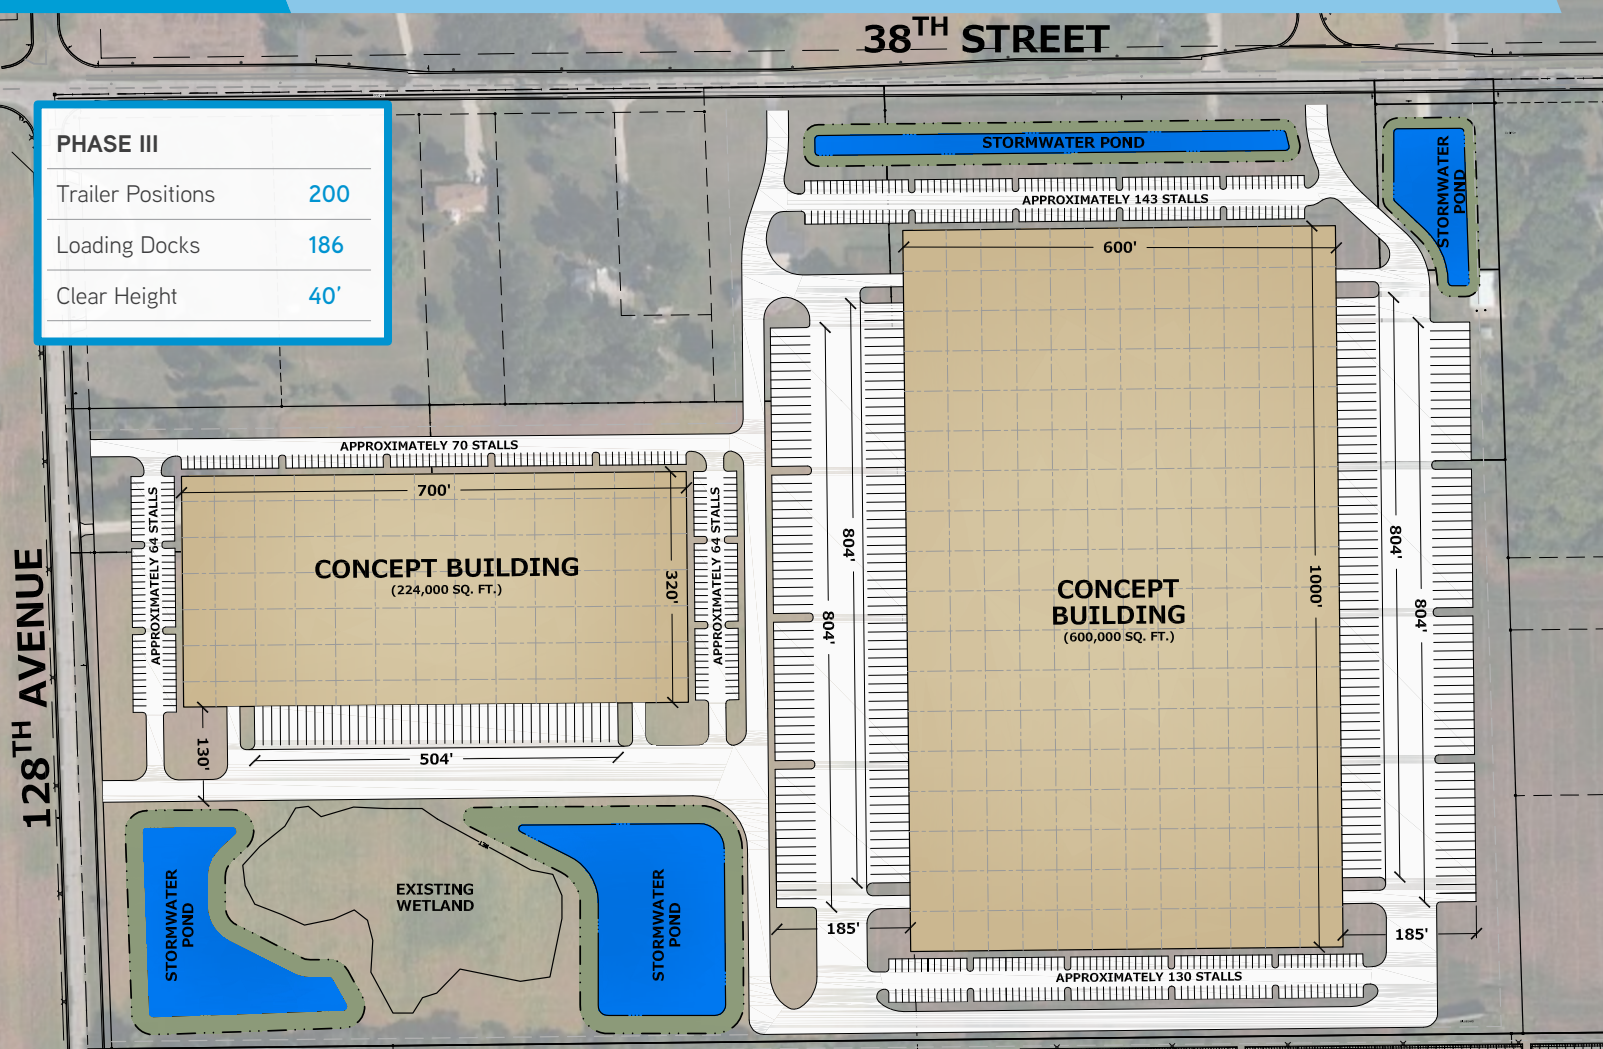 38TH STREET
PHASE III
Trailer Positions 200
Loading Docks 186
Clear Height 40’
STORMWATER POND
STORMWATER
POND
APPROXIMATELY 143 STALLS
600'
APPROXIMATELY 70 STALLS
700'
APPROXIMATELY 64 STALLS
CONCEPT BUILDING
(224,000 SQ. FT.)
320'
APPROXIMATELY 64 STALLS
804'
804'
CONCEPT
BUILDING
(600,000 SQ. FT.)
1000'
804'
804'
128TH AVENUE
130'
504'
STORMWATER
POND
EXISTING
WETLAND
STORMWATER
POND
185'
185'
APPROXIMATELY 130 STALLS